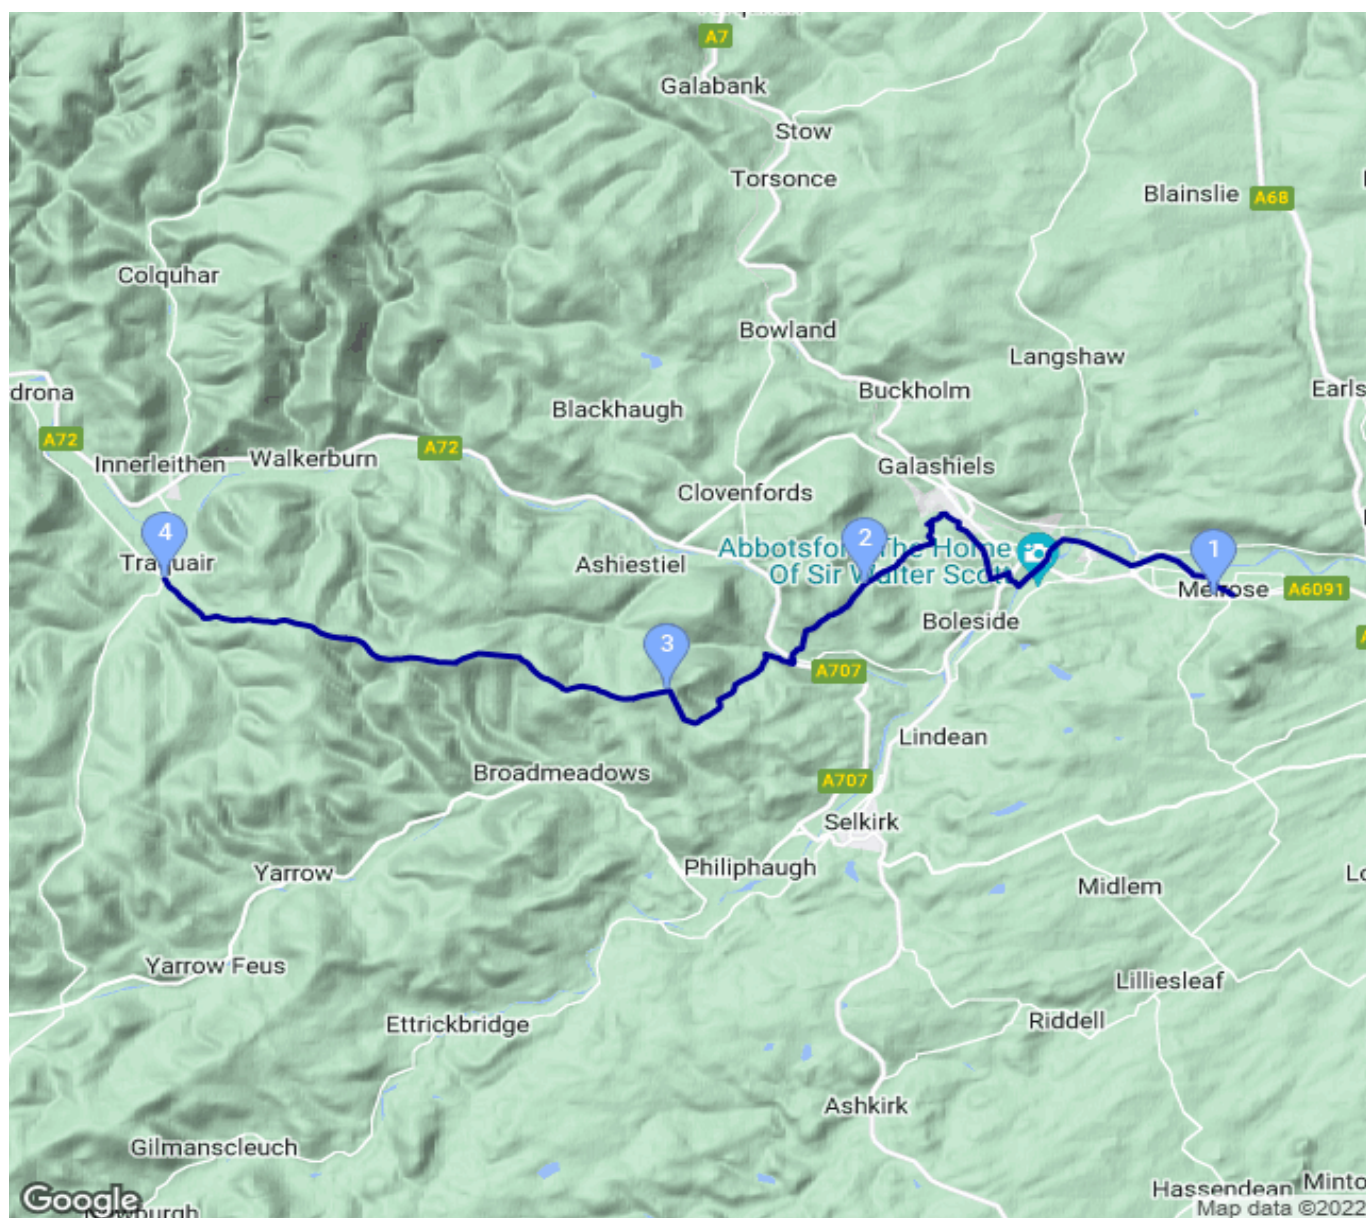 A7
Galabank
Stow
Torsonce
Blainslie
A68
Colquhar
Bowland
Langshaw
Buckholm
drona
Earls
Blackhaugh
A72
A72
Innerleithen
Walkerburn
Galashiels
Clovenfords
4
2
1
Abbotsford The Home
Of Sir Walter Scott
Traquair
Ashiestiel
Melrose
A6091
Boleside
3
A707
Lindean
Broadmeadows
A707
Selkirk
Philiphaugh
Yarrow
Midlem
Lo
Yarrow Feus
Lilliesleaf
Ettrickbridge
Riddell
Ashkirk
Gilmanscleuch
Hassendean
Minto
Google
Map data ©2022